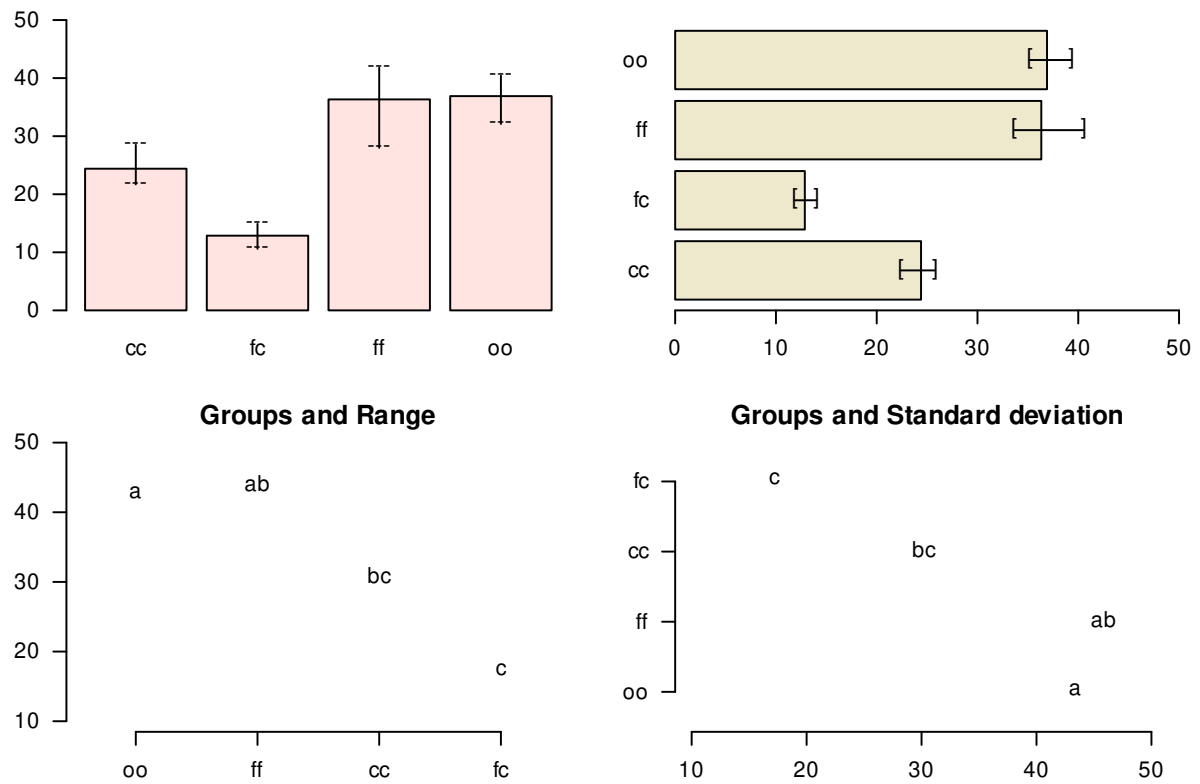 50
40
30
20
10
0
cc fc ff oo
oo
ff
fc
cc
0 10 20 30 40 50
Groups and Range
50
40
30
20
10
a
ab
bc
c
oo ff cc fc
Groups and Standard deviation
fc
cc
ff
oo
c
bc
ab
a
10 20 30 40 50